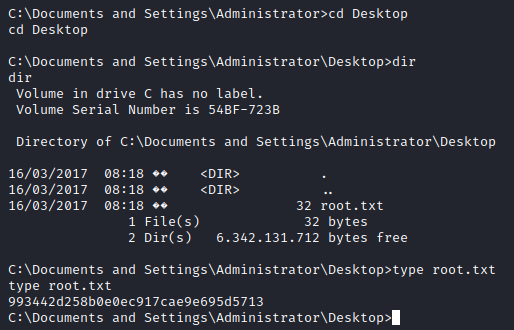 C:\Documents and Settings\Administrator>cd Desktop
cd Desktop

C:\Documents and Settings\Administrator\Desktop>dir
dir
 Volume in drive C has no label.
 Volume Serial Number is 54BF-723B

 Directory of C:\Documents and Settings\Administrator\Desktop

16/03/2017  08:18 ��    <DIR>          .
16/03/2017  08:18 ��    <DIR>          ..
16/03/2017  08:18 ��                32 root.txt
               1 File(s)             32 bytes
               2 Dir(s)   6.342.131.712 bytes free

C:\Documents and Settings\Administrator\Desktop>type root.txt
type root.txt
993442d258b0e0ec917cae9e695d5713
C:\Documents and Settings\Administrator\Desktop>